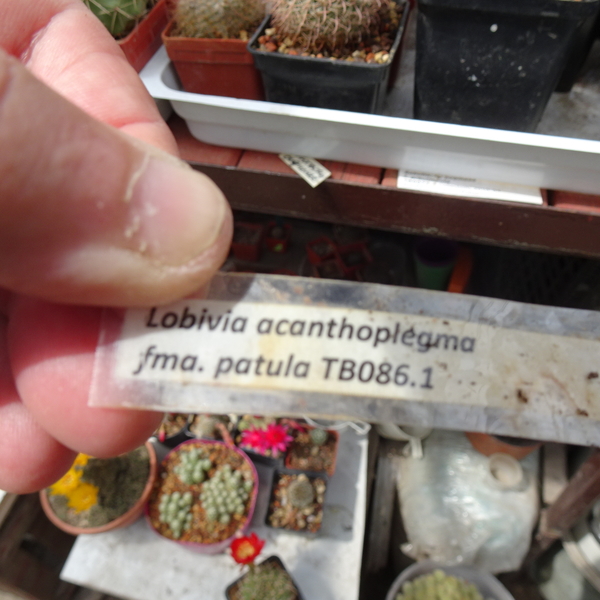 Lobivia acanthoplegma
fma. patula TB086.1